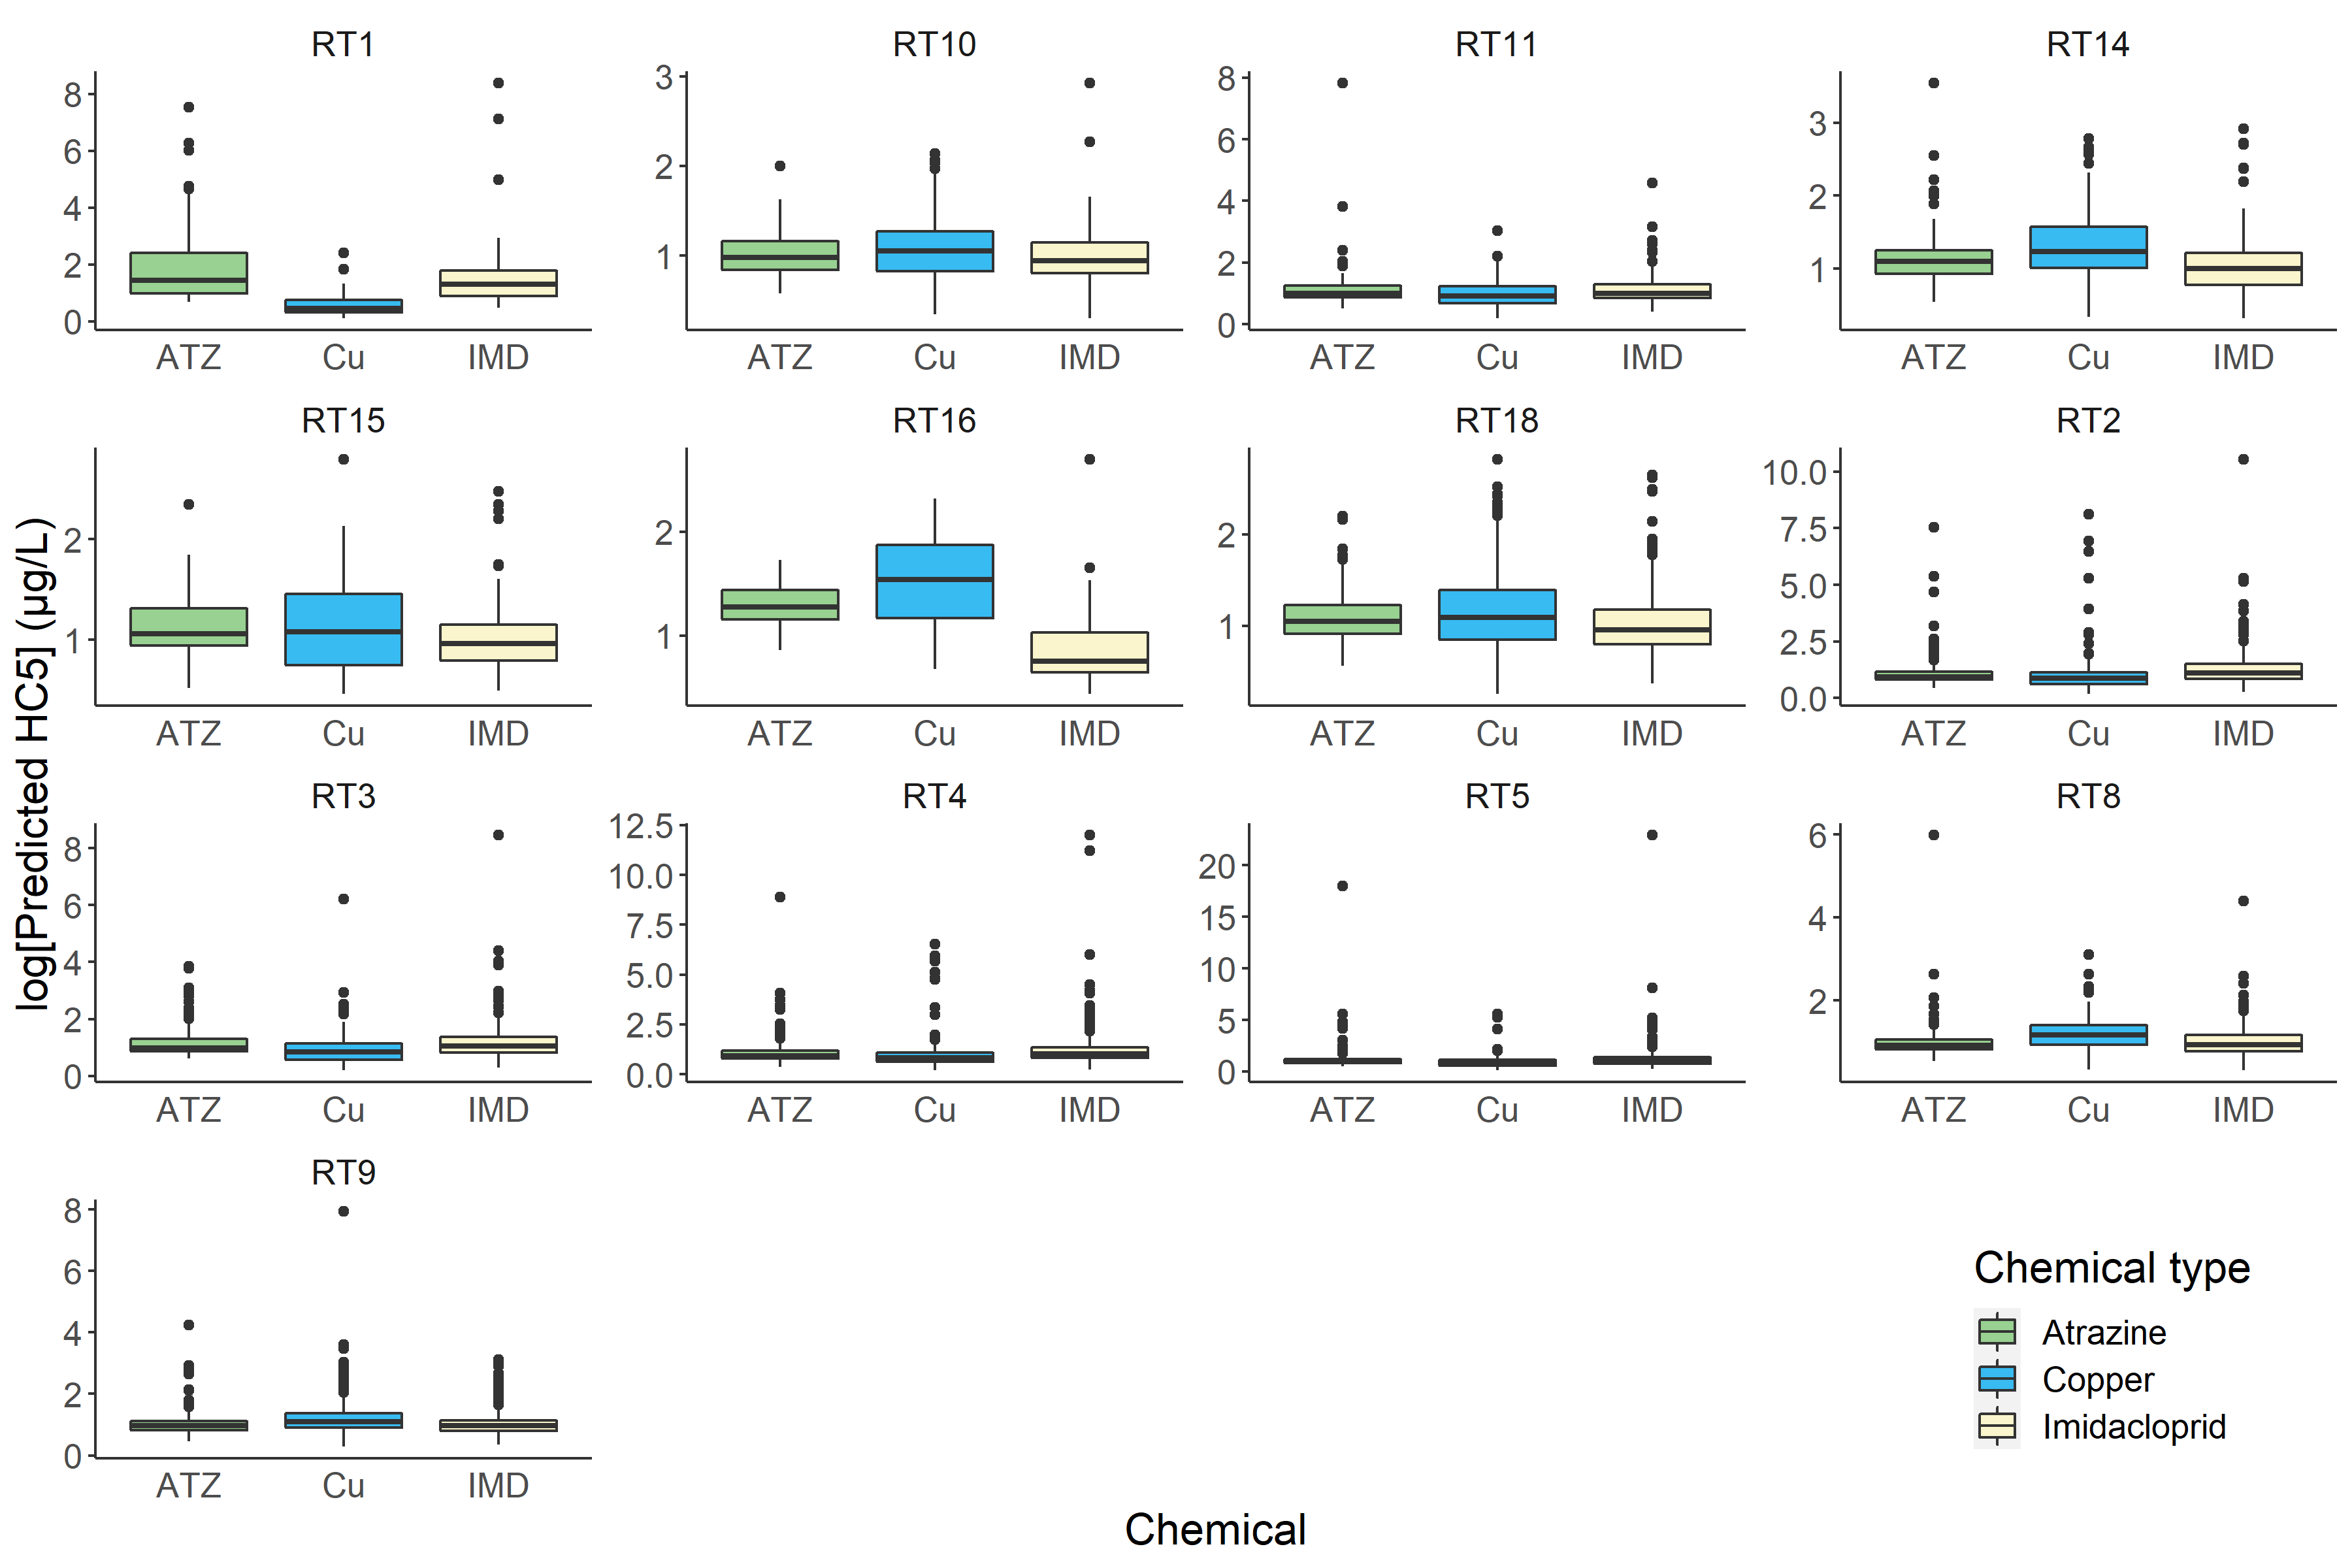 RT1 RT10 RT11 RT14
8 6 4 2 0
3 2 1
8 6 4 2 0
3 2 1
ATZ Cu IMD ATZ Cu IMD ATZ Cu IMD ATZ Cu IMD
RT15 RT16 RT18 RT2
2 1
2 1
2 1
10.0 7.5 5.0 2.5 0.0
ATZ Cu IMD ATZ Cu IMD ATZ Cu IMD ATZ Cu IMD
log[Predicted HC5] (µg/L)
RT3 RT4 RT5 RT8
8 6 4 2 0
12.5 10.0 7.5 5.0 2.5 0.0
20 15 10 5 0
6 4 2
ATZ Cu IMD ATZ Cu IMD ATZ Cu IMD ATZ Cu IMD
RT9
8 6 4 2 0
ATZ Cu IMD
Chemical type
Atrazine
Copper
Imidacloprid
Chemical